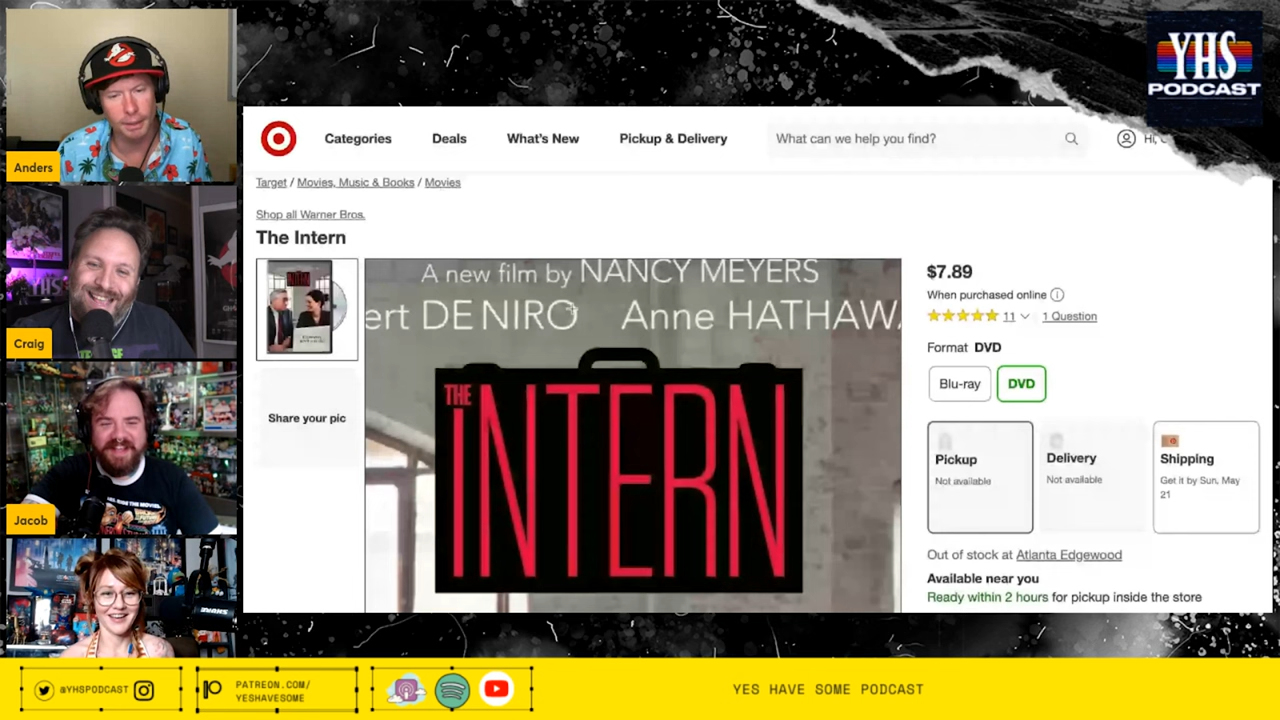 YHS
PODCAST
Anders
Craig
Jacob
Categories
Deals
What's New
Pickup & Delivery
What can we help you find?
Hi,
Target / Movies, Music & Books / Movies
Shop all Warner Bros.
The Intern
Share your pic
A new film by NANCY MEYERS
ert DE NIRO Anne HATHAWA
THE
INTERN
$7.89
When purchased online
11
1 Question
Format DVD
Blu-ray
DVD
Pickup
Not available
Delivery
Not available
Shipping
Get it by Sun, May
21
Out of stock at Atlanta Edgewood
Available near you
Ready within 2 hours for pickup inside the store
@YHSPODCAST
PATREON.COM/
YESHAVESOME
YES HAVE SOME PODCAST